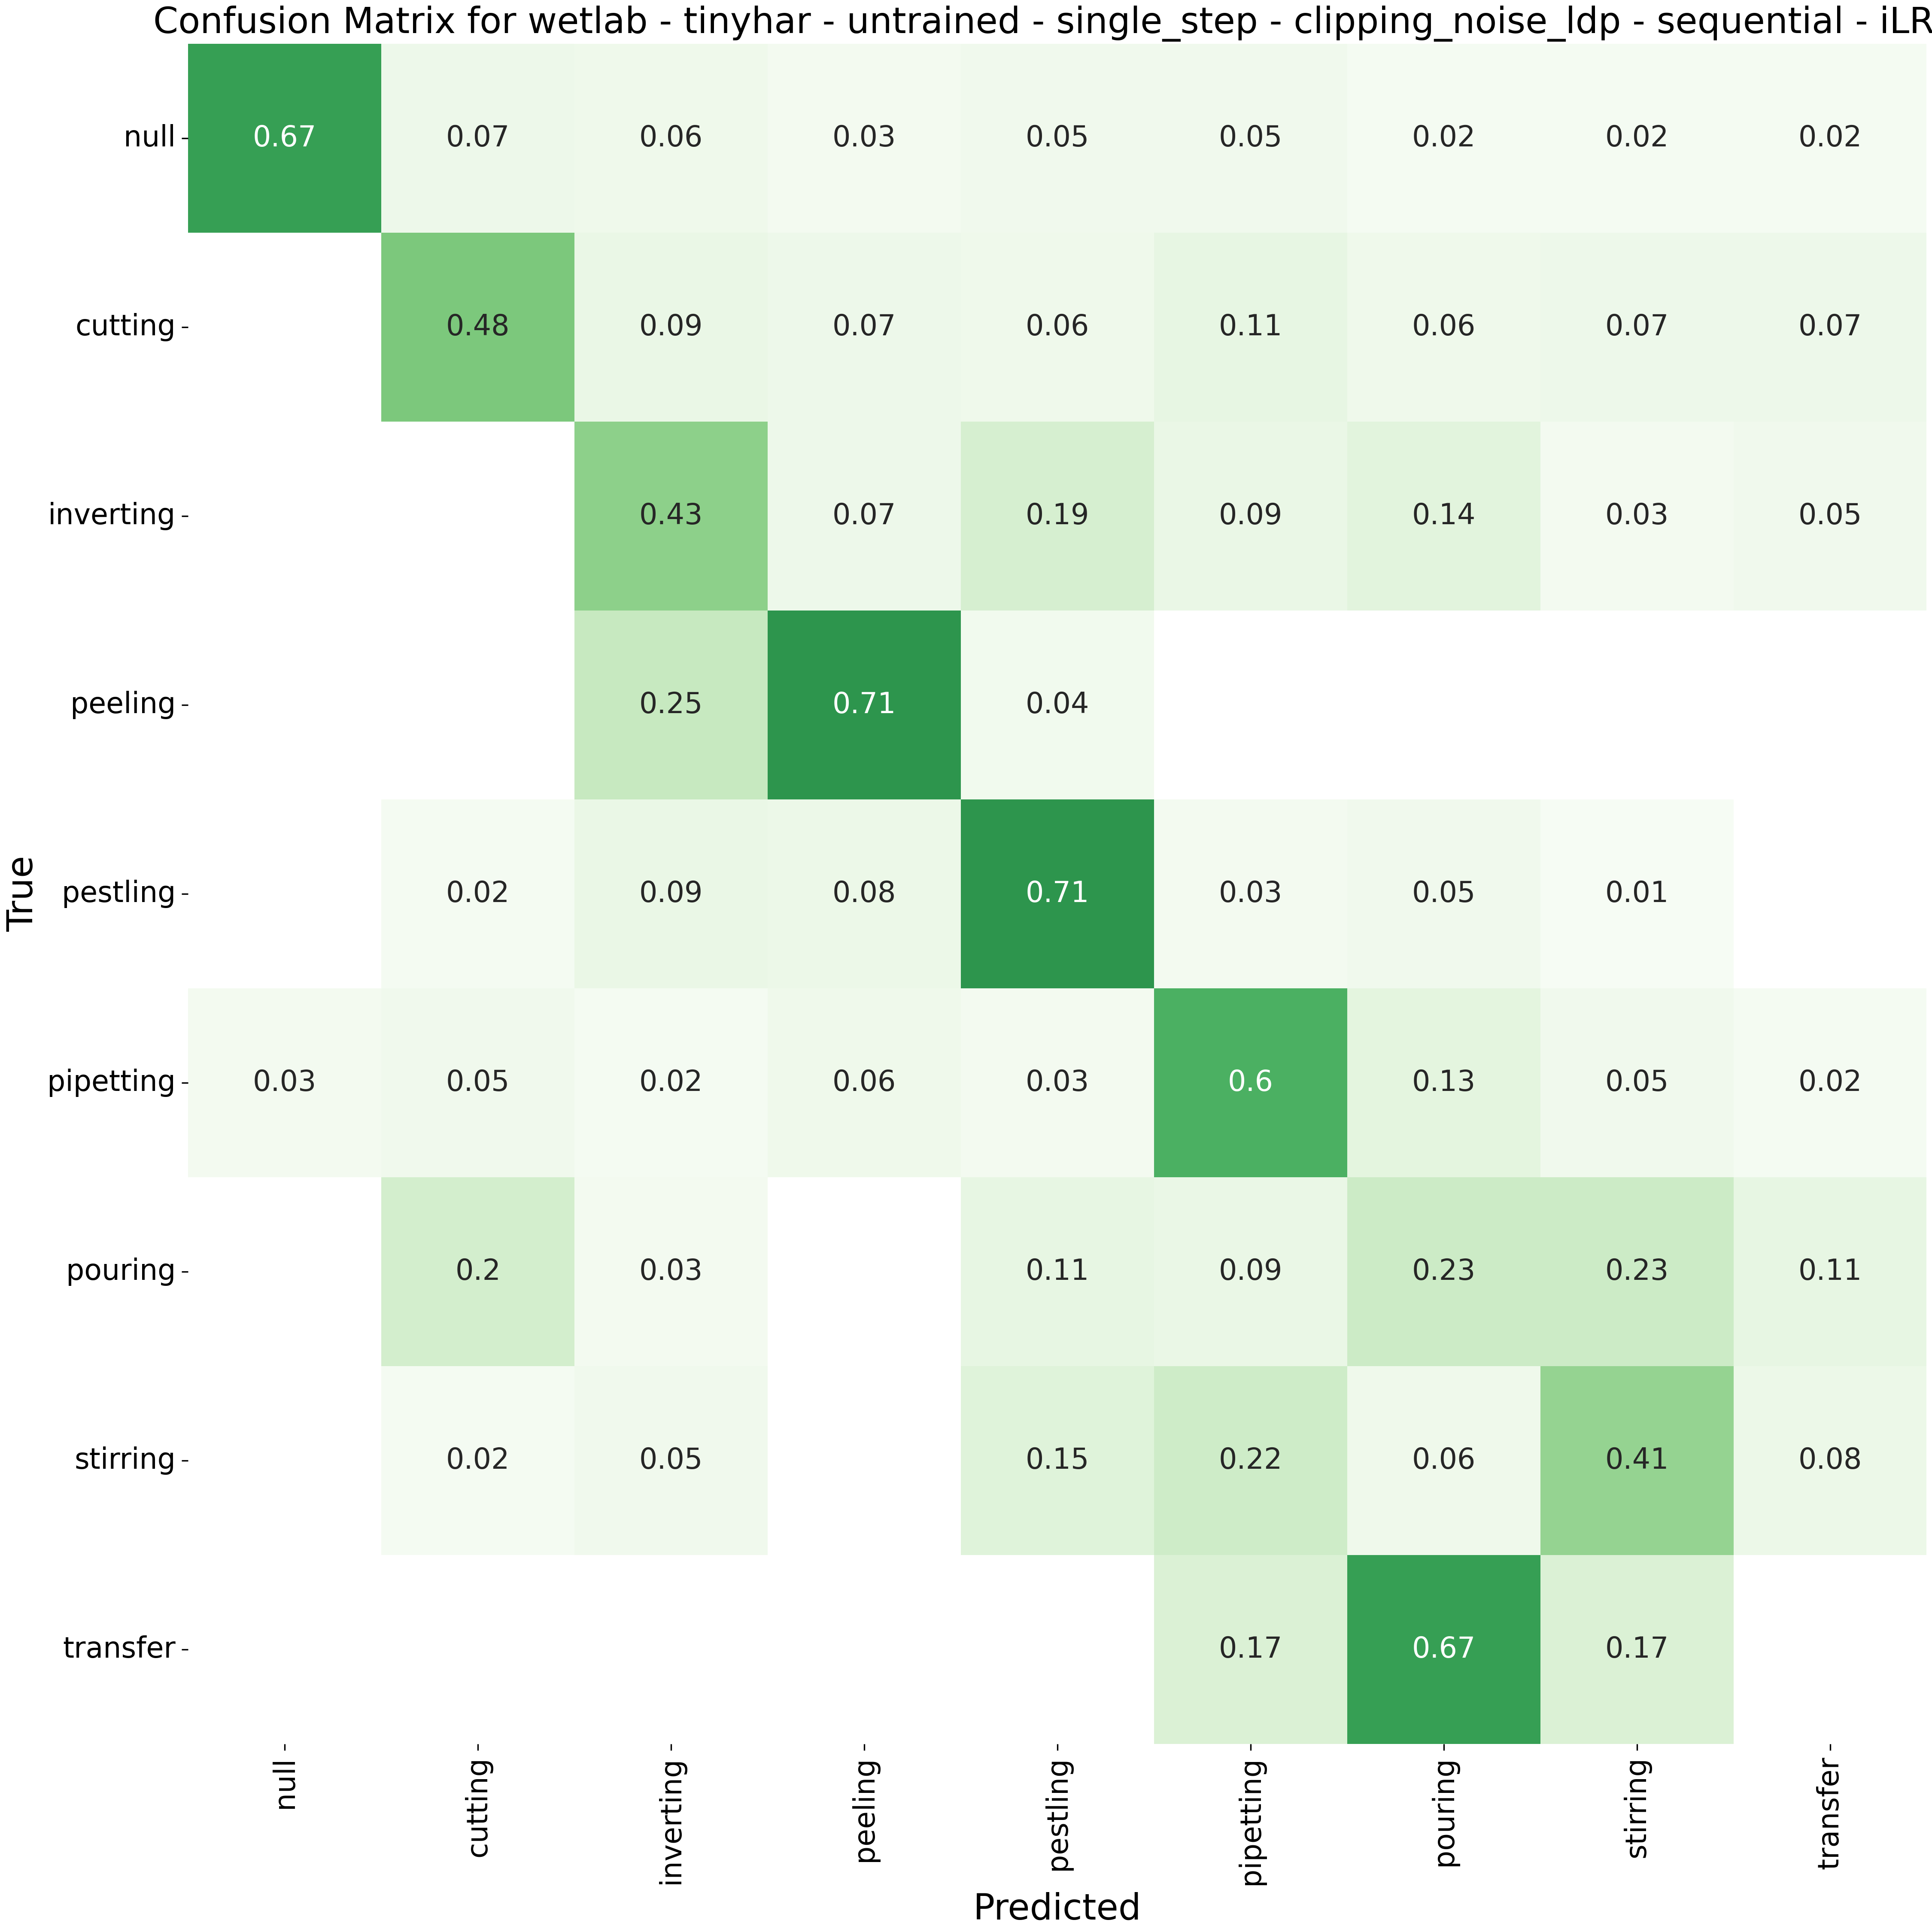 Confusion Matrix for wetlab - tinyhar - untrained - single_step - clipping_noise_ldp - sequential - iLR
null 0.67 0.07 0.06 0.03 0.05 0.05 0.02 0.02 0.02
cutting 0.48 0.09 0.07 0.06 0.11 0.06 0.07 0.07
inverting 0.43 0.07 0.19 0.09 0.14 0.03 0.05
peeling 0.25 0.71 0.04
pestling 0.02 0.09 0.08 0.71 0.03 0.05 0.01
pipetting 0.03 0.05 0.02 0.06 0.03 0.6 0.13 0.05 0.02
pouring 0.2 0.03 0.11 0.09 0.23 0.23 0.11
stirring 0.02 0.05 0.15 0.22 0.06 0.41 0.08
transfer 0.17 0.67 0.17
True
null cutting inverting peeling pestling pipetting pouring stirring transfer
Predicted